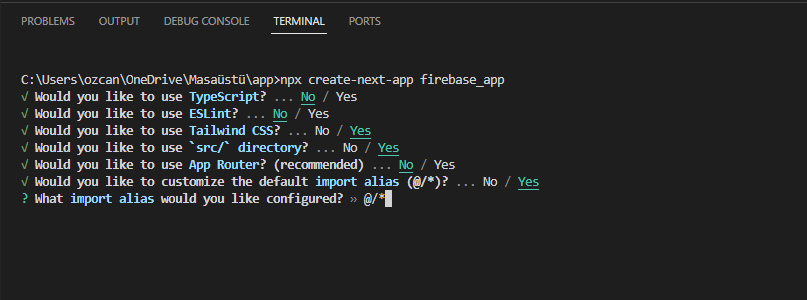 PROBLEMS OUTPUT DEBUG CONSOLE TERMINAL PORTS
C:\Users\ozcan\OneDrive\Masaüstü\app>npx create-next-app firebase_app
√ Would you like to use TypeScript? ... No / Yes
√ Would you like to use ESLint? ... No / Yes
√ Would you like to use Tailwind CSS? ... No / Yes
√ Would you like to use `src/` directory? ... No / Yes
√ Would you like to use App Router? (recommended) ... No / Yes
√ Would you like to customize the default import alias (@/*)? ... No / Yes
? What import alias would you like configured? » @/*